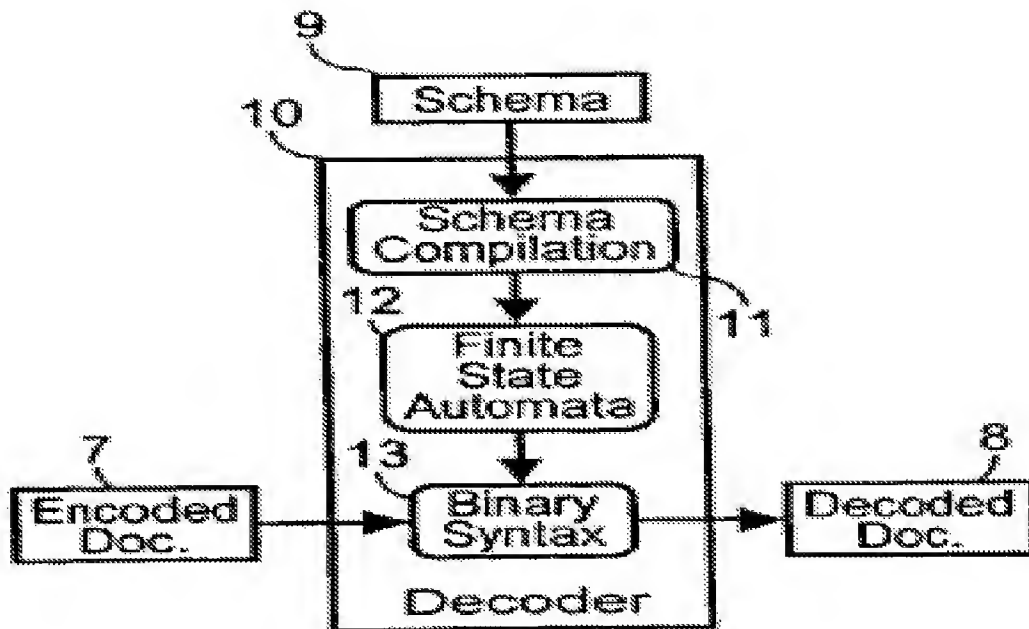 9
Schema
10
Schema
Compilation
11
12
Finite
State
Automata
7
13
8
Encoded
Doc.
Binary
Syntax
Decoded
Doc.
Decoder